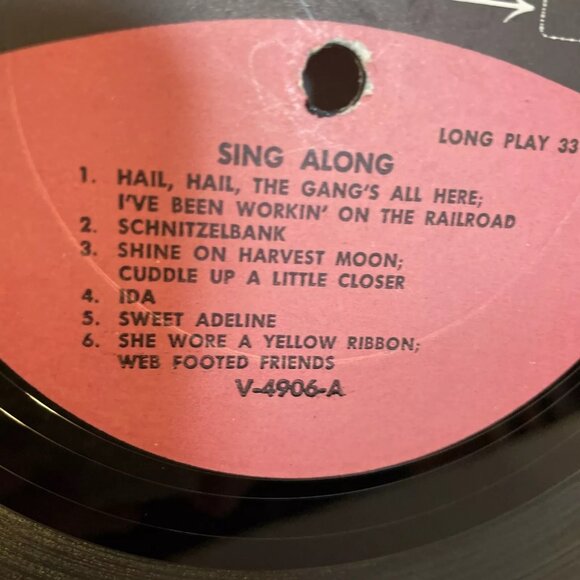 LONG PLAY 33
SING ALONG
1. HAIL, HAIL, THE GANG'S ALL HERE;
I'VE BEEN WORKIN' ON THE RAILROAD
2. SCHNITZELBANK
3. SHINE ON HARVEST MOON;
CUDDLE UP A LITTLE CLOSER
4. IDA
5. SWEET ADELINE
6. SHE WORE A YELLOW RIBBON;
WEB FOOTED FRIENDS
V-4906-A